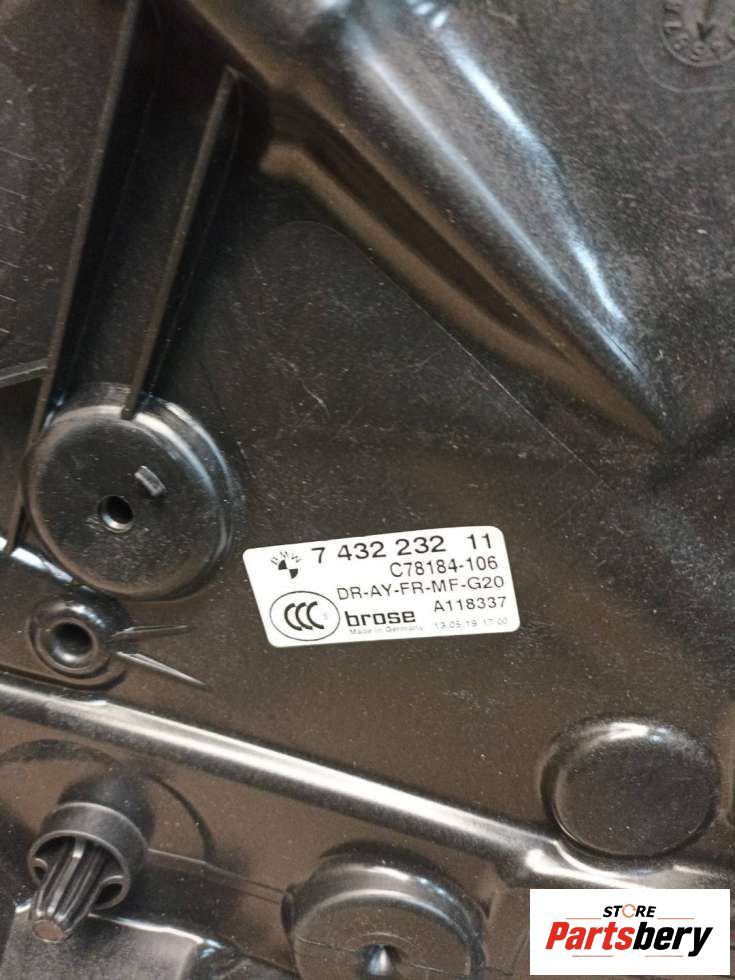 7 432 232 11
BMW
C78184-106
DR-AY-FR-MF-G20
CCC S brose A118337
Made in Germany 13.05.19 17:00
STORE
Partsbery